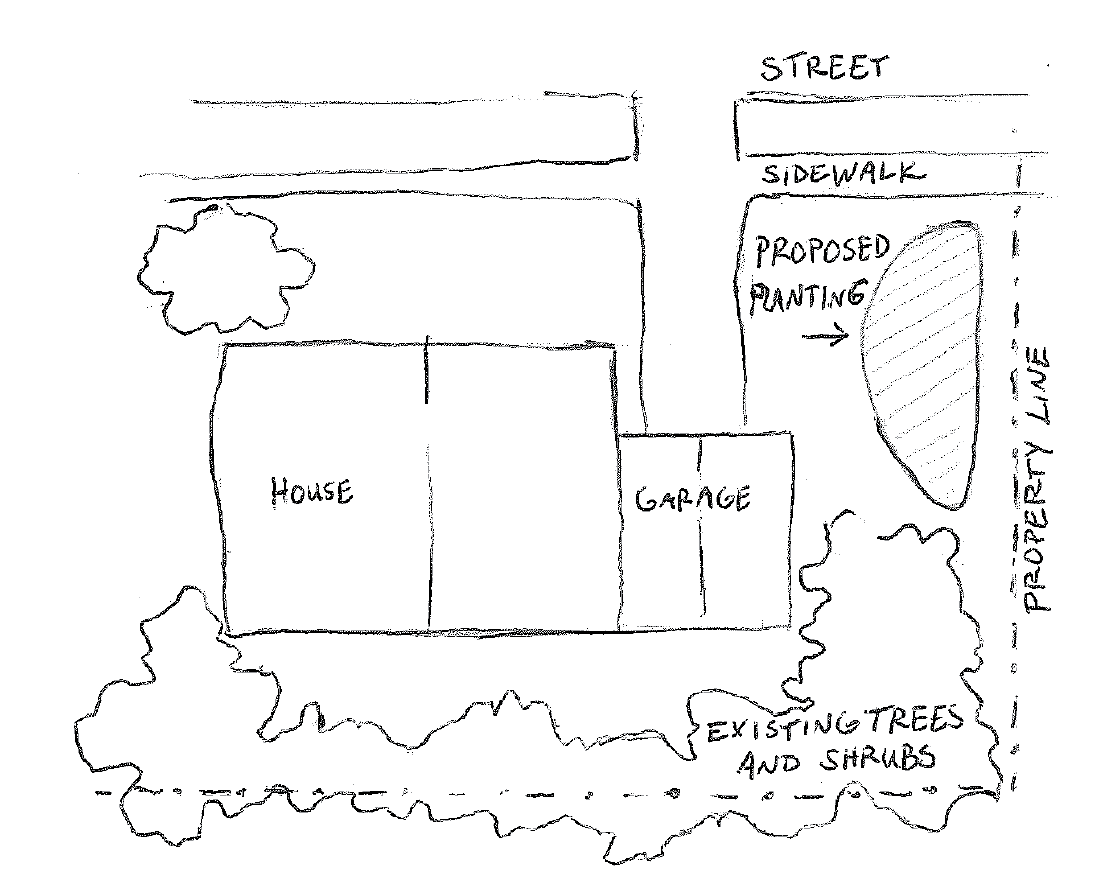 STREET
SIDEWALK
PROPOSED
PLANTING
PROPERTY LINE
HOUSE
GARAGE
EXISTING TREES
AND SHRUBS